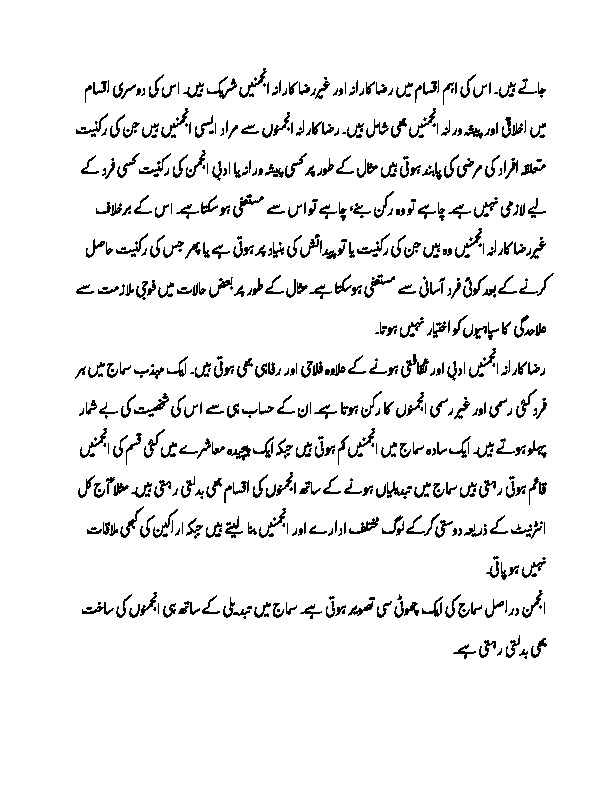 جاتے ہیں۔ اس کی اہم اقسام میں رضا کارانہ اور غیر رضا کارانہ انجمنیں شریک ہیں۔ اس کی دوسری اقسام
میں اخلاقی اور پیشہ ورانہ انجمنیں بھی شامل ہیں۔ رضا کارانہ انجمنوں سے مراد ایسی انجمنیں ہیں جن کی رکنیت
متعلقہ افراد کی مرضی کی پابند ہوتی ہیں مثال کے طور پر کسی پیشہ ورانہ یا ادبی انجمن کی رکنیت کسی فرد کے
لیے لازمی نہیں ہے۔ چاہے تو وہ رکن بنے، چاہے تو اس سے مستعفی ہو سکتا ہے۔ اس کے برخلاف
غیر رضا کارانہ انجمنیں وہ ہیں جن کی رکنیت یا تو پیدائش کی بنیاد پر ہوتی ہے یا پھر جس کی رکنیت حاصل
کرنے کے بعد کوئی فرد آسانی سے مستعفی ہو سکتا ہے۔ مثال کے طور پر بعض حالات میں فوجی ملازمت سے
علاحدگی کا سپاہیوں کو اختیار نہیں ہوتا۔
رضا کارانہ انجمنیں ادبی اور ثقافتی ہونے کے علاوہ فلاحی اور رفاہی بھی ہوتی ہیں۔ ایک مہذب سماج میں ہر
فرد کئی رسمی اور غیر رسمی انجمنوں کا رکن ہوتا ہے۔ ان کے حساب ہی سے اس کی شخصیت کی بے شمار
پہلو ہوتے ہیں۔ ایک سادہ سماج میں انجمنیں کم ہوتی ہیں جبکہ ایک پیچیدہ معاشرے میں کئی قسم کی انجمنیں
قائم ہوتی رہتی ہیں سماج میں تبدیلیاں ہونے کے ساتھ انجمنوں کی اقسام بھی بدلتی رہتی ہیں۔ مثلاً آج کل
انٹرنیٹ کے ذریعہ دوستی کرکے لوگ مختلف ادارے اور انجمنیں بنا لیتے ہیں جبکہ اراکین کی کبھی ملاقات
نہیں ہو پاتی۔
انجمن دراصل سماج کی ایک چھوٹی سی تصویر ہوتی ہے۔ سماج میں تبدیلی کے ساتھ ہی انجمنوں کی ساخت
بھی بدلتی رہتی ہے۔